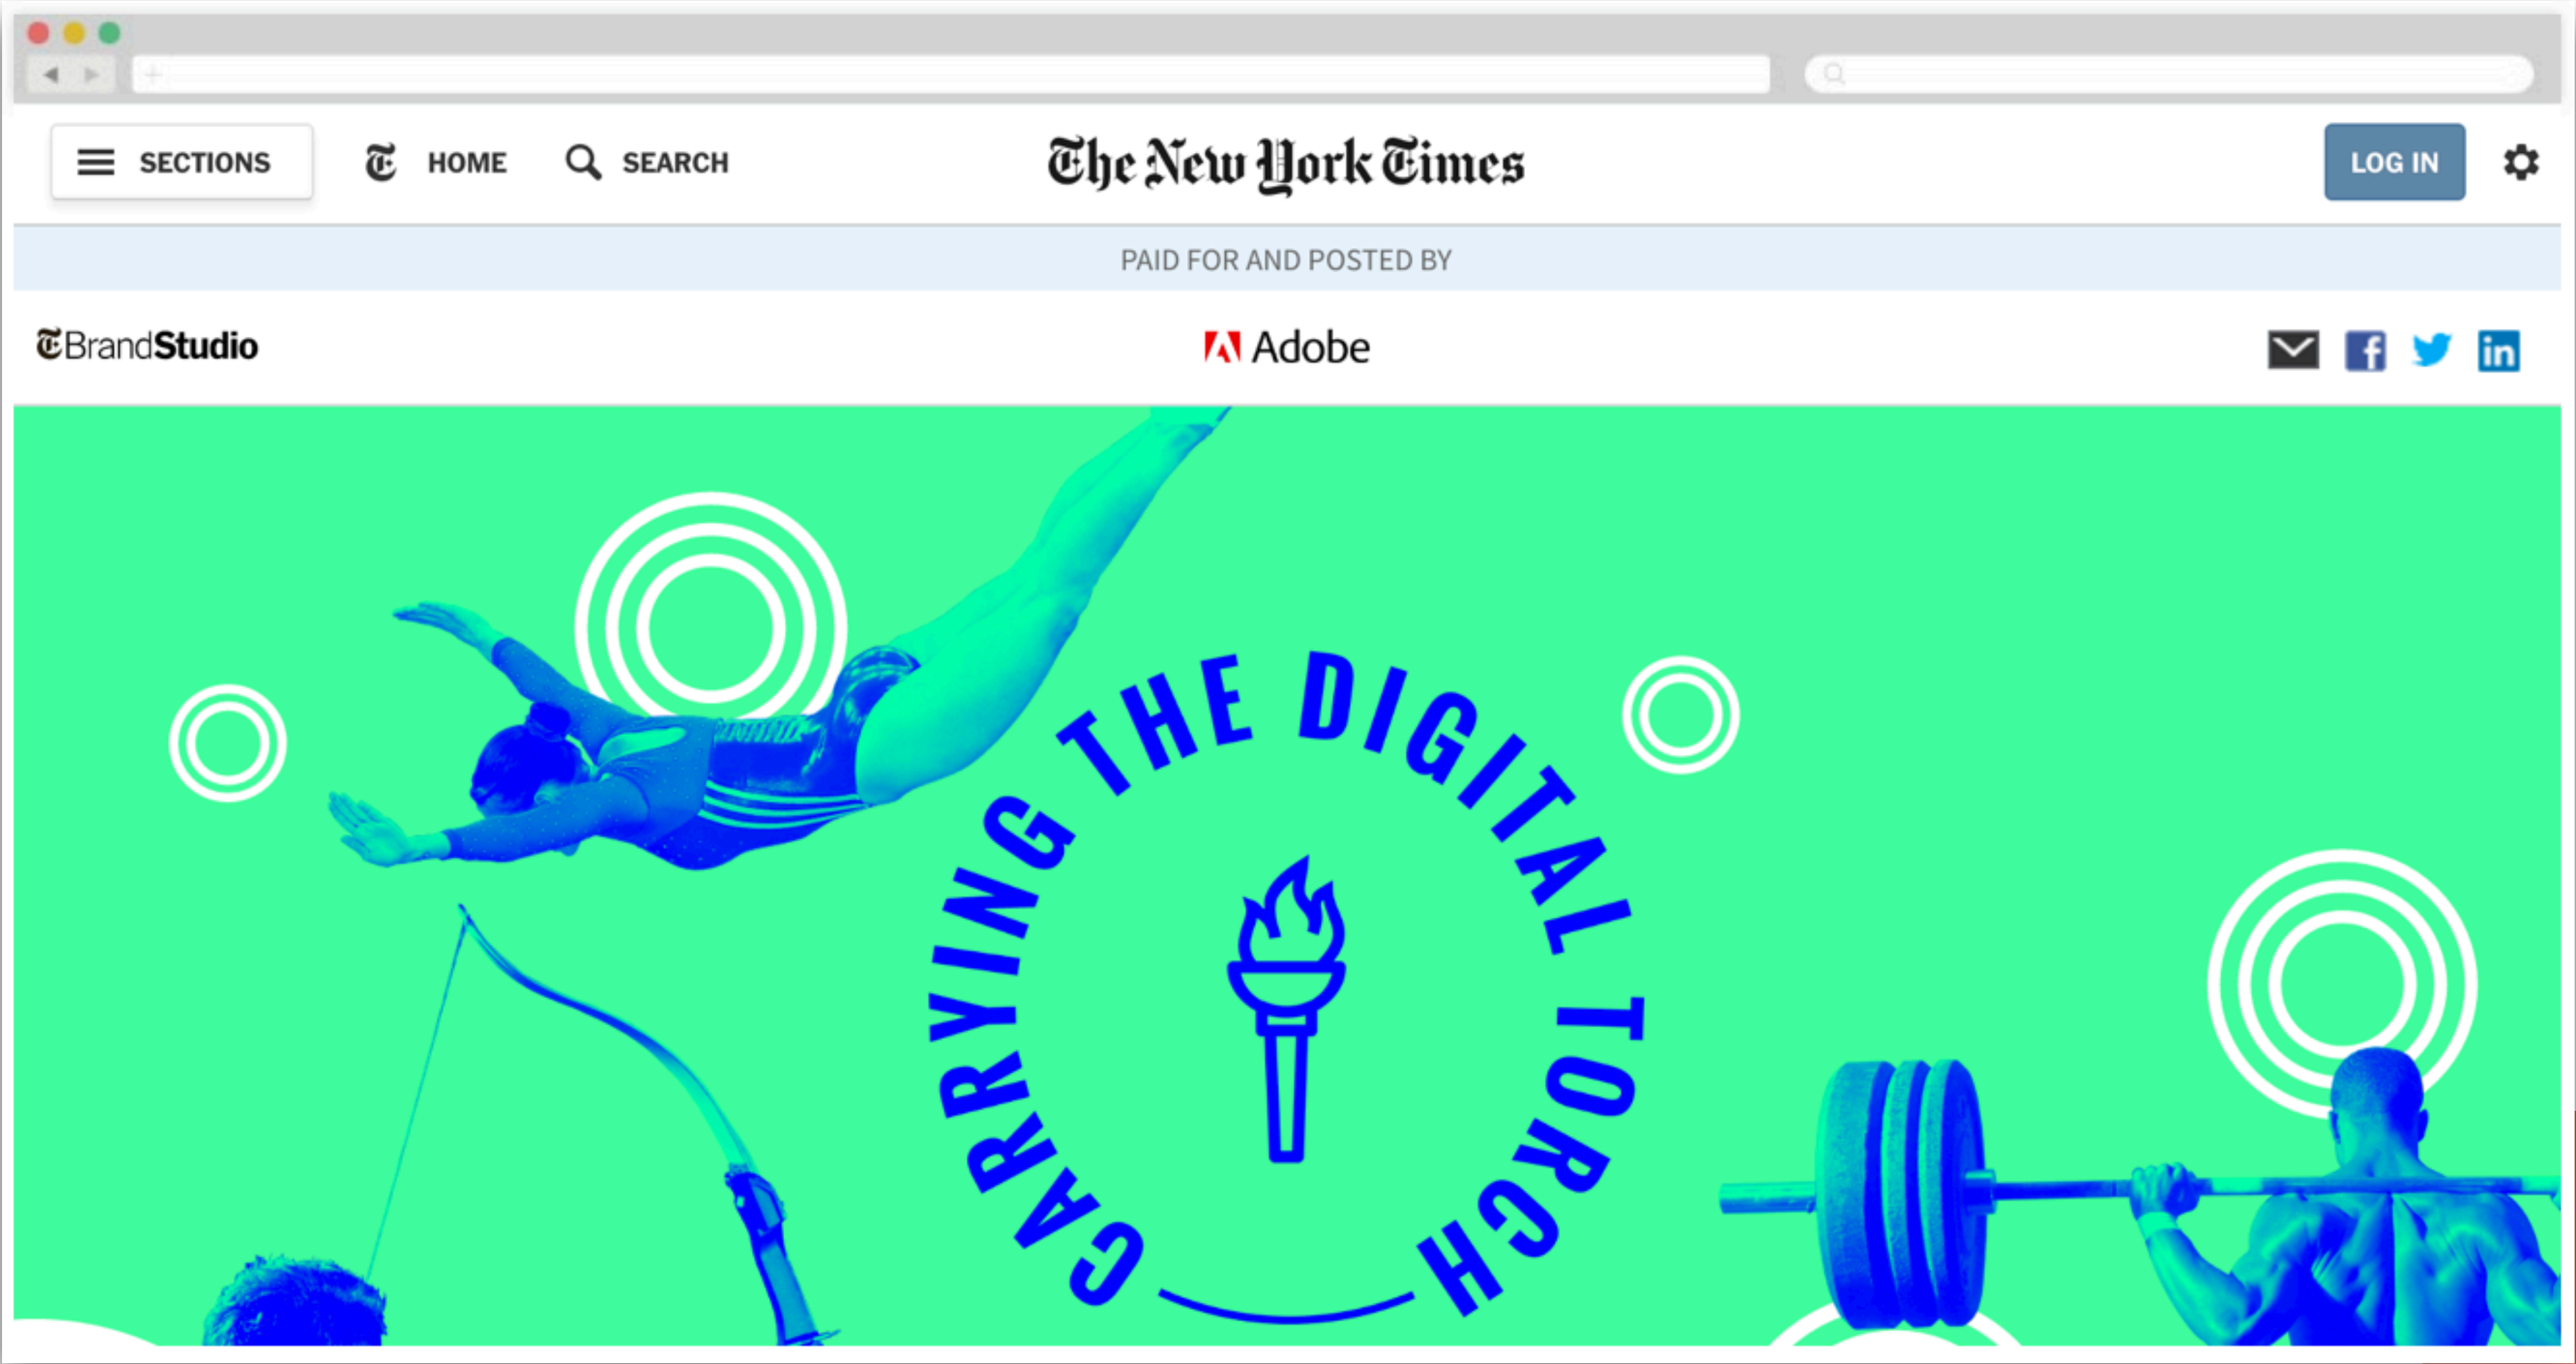 SECTIONS HOME SEARCH The New York Times LOG IN
PAID FOR AND POSTED BY
T BrandStudio Adobe f in
CARRYING THE DIGITAL TORCH